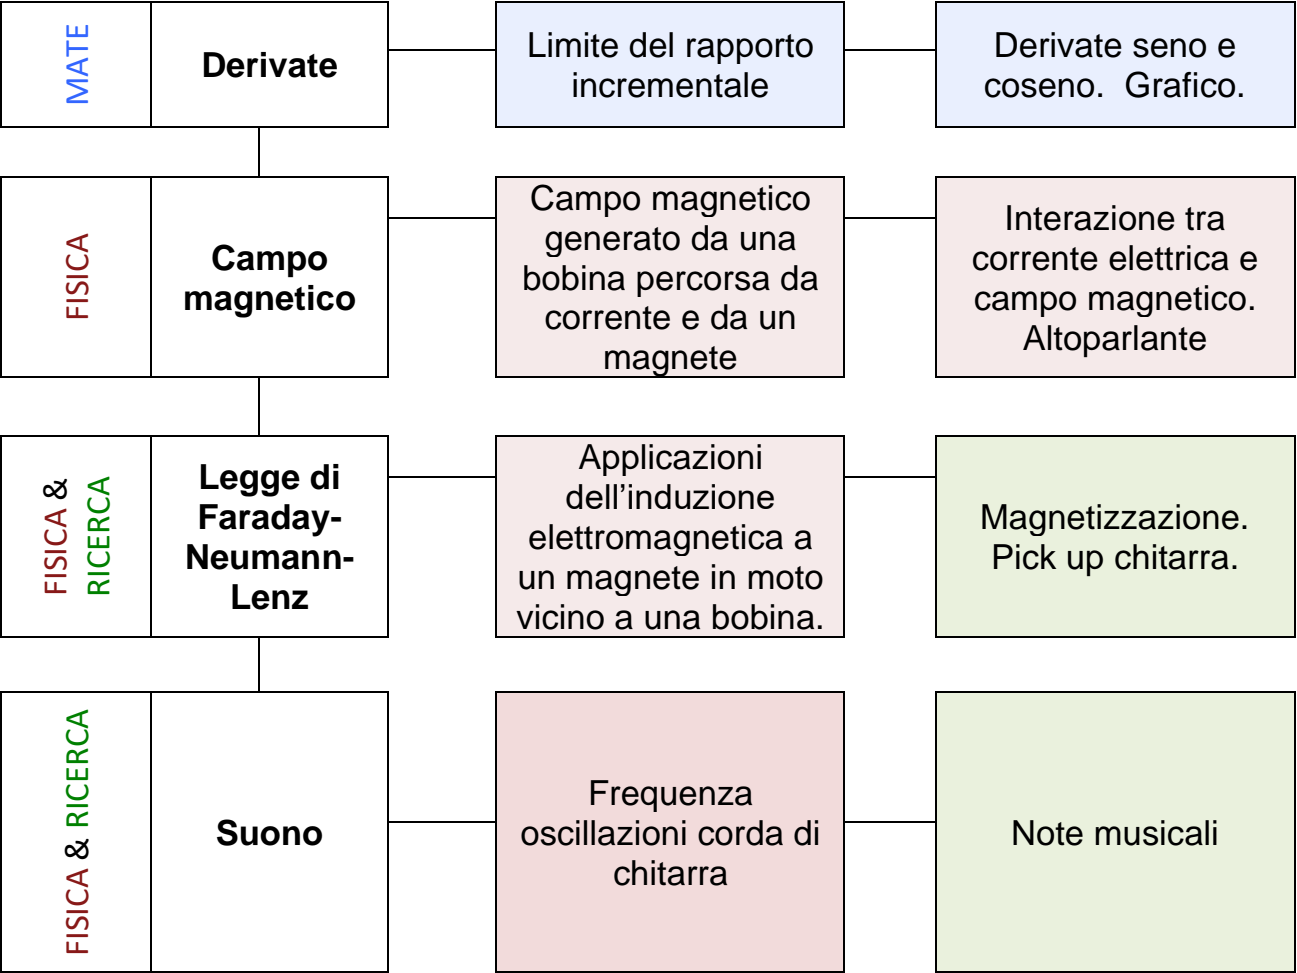 MATE
Derivate
Limite del rapporto
incrementale
Derivate seno e
coseno.  Grafico.
FISICA
Campo
magnetico
Campo magnetico
generato da una
bobina percorsa da
corrente e da un
magnete
Interazione tra
corrente elettrica e
campo magnetico.
Altoparlante
FISICA &
RICERCA
Legge di
Faraday-
Neumann-
Lenz
Applicazioni
dell’induzione
elettromagnetica a
un magnete in moto
vicino a una bobina.
Magnetizzazione.
Pick up chitarra.
FISICA & RICERCA
Suono
Frequenza
oscillazioni corda di
chitarra
Note musicali